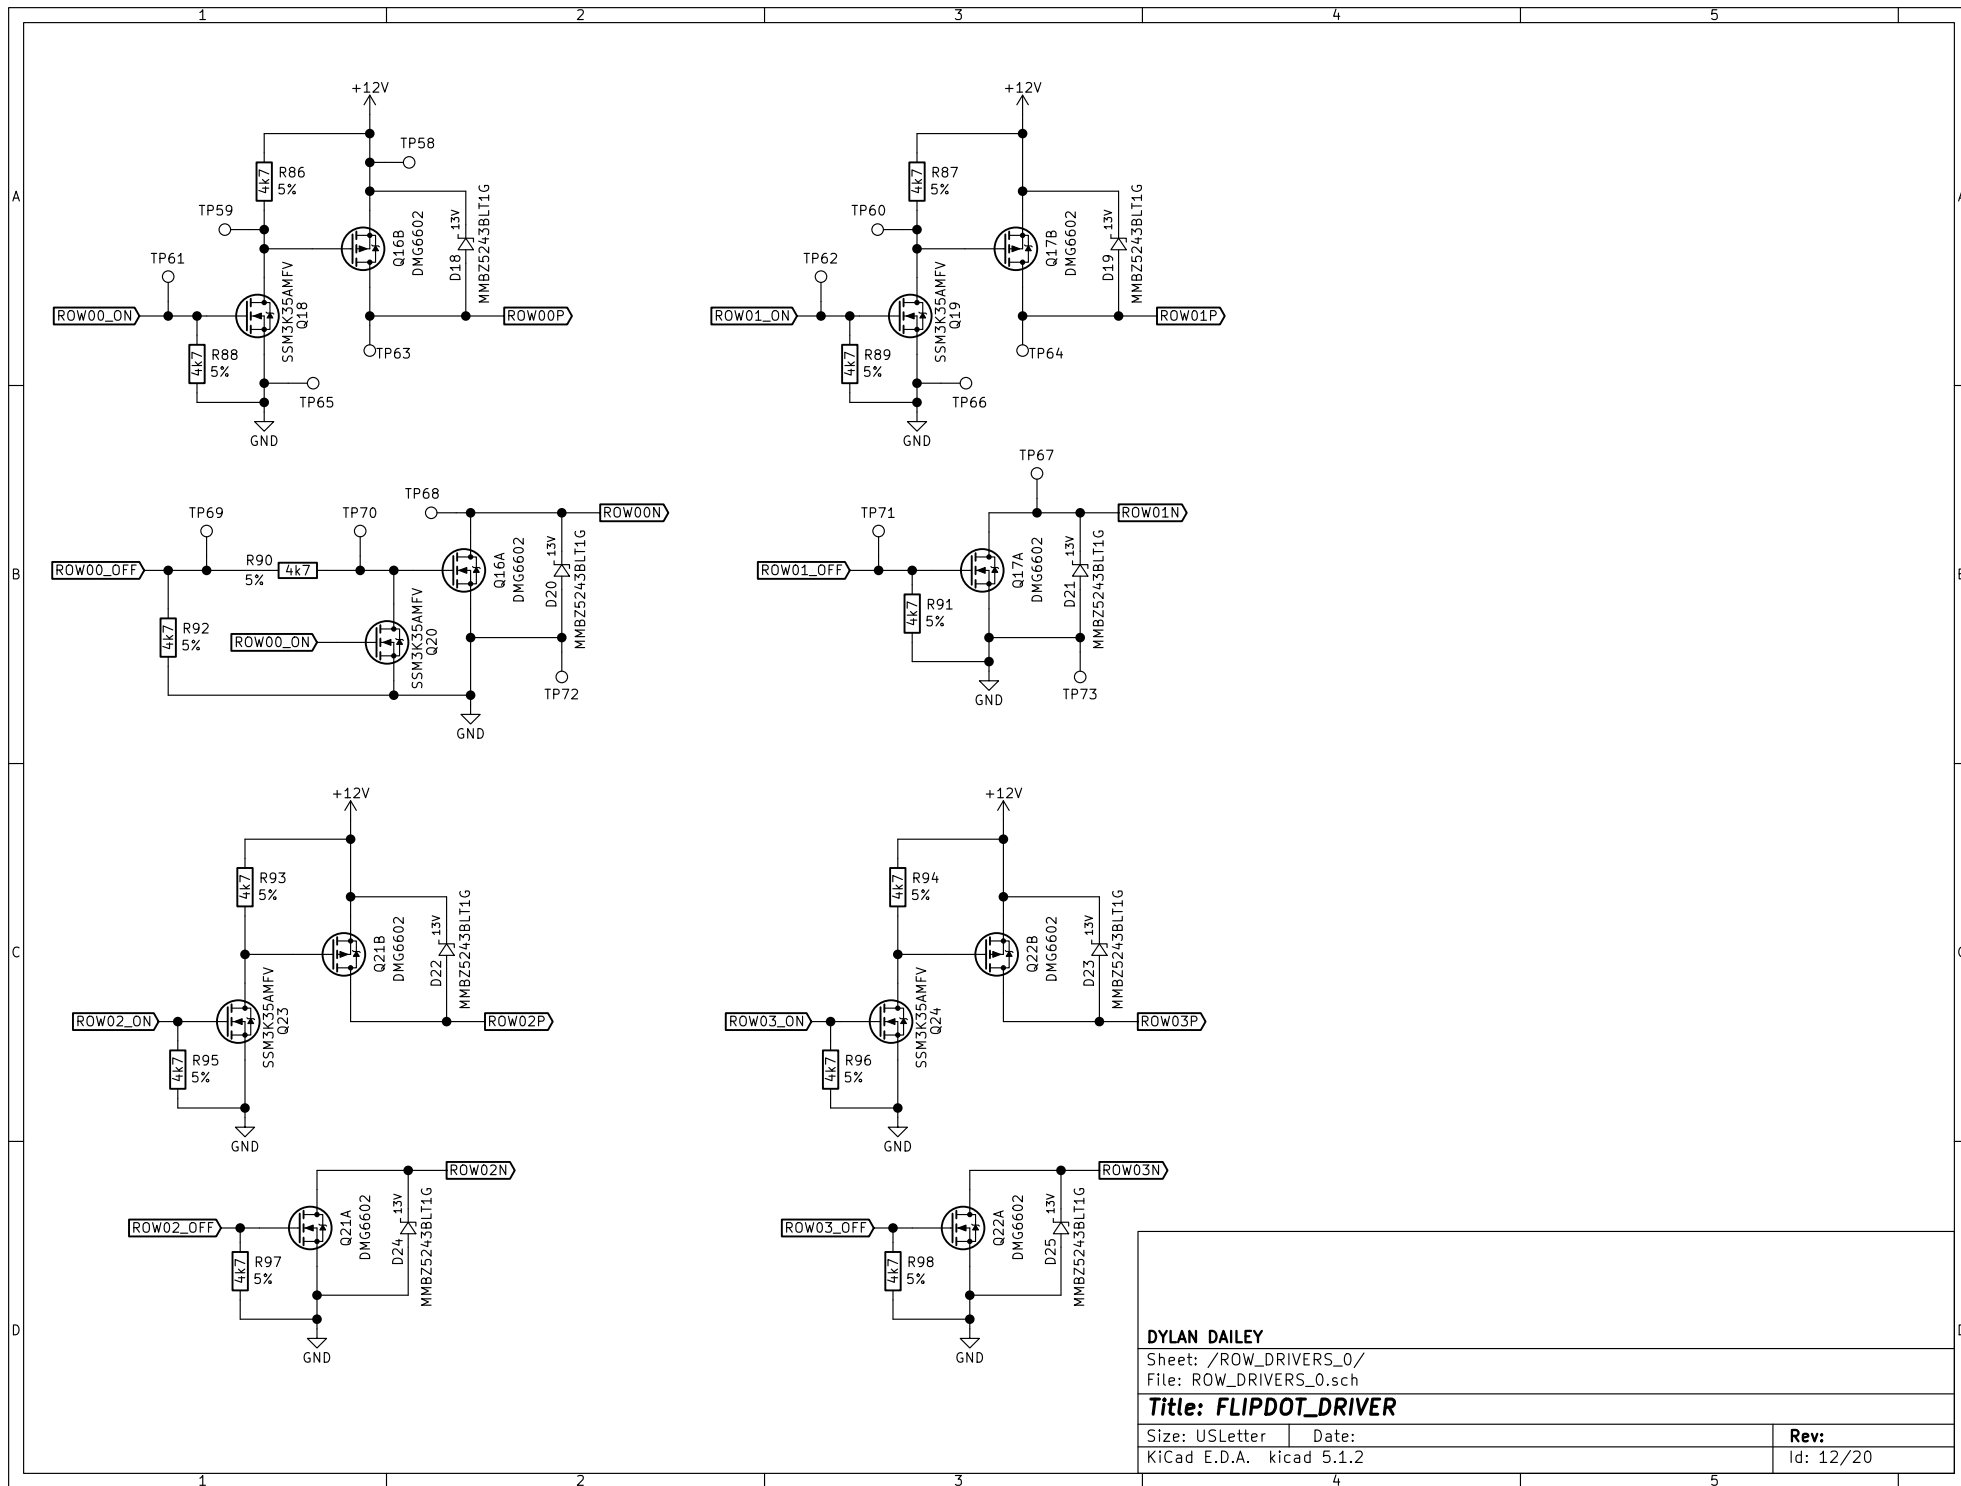 1 2 3 4 5
A
+12V
TP58
R86
4k7
5%
TP59
Q16B
DMG6602
D18
13V
MMBZ5243BLT1G
TP61
ROW00_ON
SSM3K35AMFV
Q18
ROW00P
R88
4k7
5%
TP63
TP65
GND
+12V
R87
4k7
5%
TP60
Q17B
DMG6602
D19
13V
MMBZ5243BLT1G
TP62
ROW01_ON
SSM3K35AMFV
Q19
ROW01P
R89
4k7
5%
TP64
TP66
GND
B
TP68
ROW00N
TP69
TP70
ROW00_OFF
R90
5%
4k7
Q16A
DMG6602
D20
13V
MMBZ5243BLT1G
R92
4k7
5%
ROW00_ON
SSM3K35AMFV
Q20
TP72
GND
TP67
ROW01N
TP71
ROW01_OFF
Q17A
DMG6602
D21
13V
MMBZ5243BLT1G
R91
4k7
5%
TP73
GND
C
+12V
R93
4k7
5%
Q21B
DMG6602
D22
13V
MMBZ5243BLT1G
ROW02_ON
SSM3K35AMFV
Q23
ROW02P
R95
4k7
5%
GND
+12V
R94
4k7
5%
Q22B
DMG6602
D23
13V
MMBZ5243BLT1G
ROW03_ON
SSM3K35AMFV
Q24
ROW03P
R96
4k7
5%
GND
D
ROW02N
ROW02_OFF
Q21A
DMG6602
D24
13V
MMBZ5243BLT1G
R97
4k7
5%
GND
ROW03N
ROW03_OFF
Q22A
DMG6602
D25
13V
MMBZ5243BLT1G
R98
4k7
5%
GND
DYLAN DAILEY
Sheet: /ROW_DRIVERS_0/
File: ROW_DRIVERS_0.sch
Title: FLIPDOT_DRIVER
Size: USLetter Date: Rev:
KiCad E.D.A. kicad 5.1.2 Id: 12/20
1 2 3 4 5